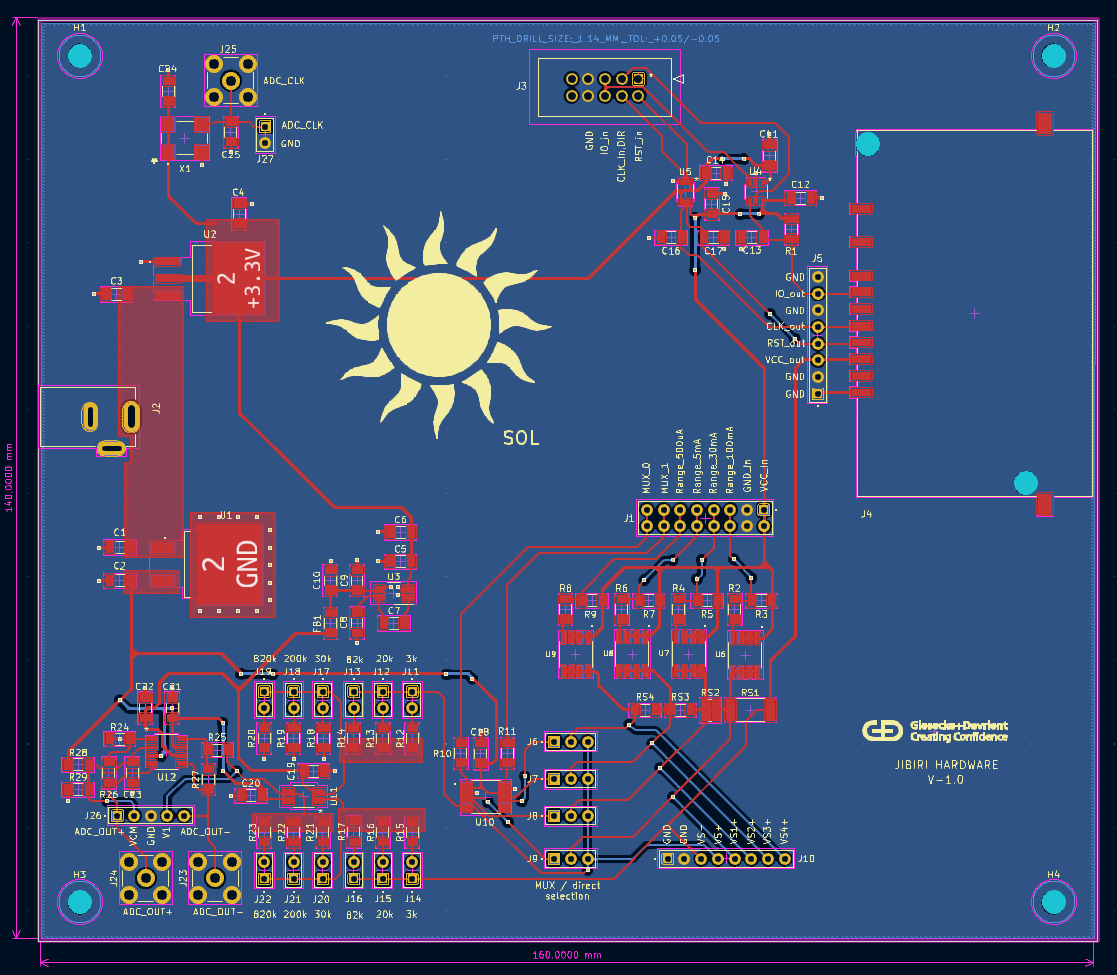 H1
H2
PTH_DRILL_SIZE:_1.14_MM,_TOL:_+0.05/-0.05
J25
C24
ADC_CLK
J3
ADC_CLK
GND
C25
J27
X1
GND
IO_in
CLK_in,DIR
RST_in
C11
C14
U5
C12
C15
C4
U2
C16
C17
C13
R1
J5
2
+3.3V
C3
GND
IO_out
GND
CLK_out
RST_out
VCC_out
GND
GND
J2
SOL
140.0000 mm
MUX_0
MUX_1
Range_500uA
Range_5mA
Range_30mA
Range_100mA
GND_in
VCC_in
J1
J4
U1
2
GND
C1
C2
C6
C5
U3
C7
C10
C9
FB1
C8
R8
R6
R4
R2
R9
R7
R5
R3
U9
U8
U7
U6
RS4
RS3
RS2
RS1
820k
200k
30k
82k
20k
3k
J19
J18
J17
J13
J12
J11
C22
C21
R24
R25
R28
R29
R26
C23
U12
R27
R20
R19
R18
R14
R13
R12
C19
C20
U11
R10
R11
U10
J6
J7
J8
J9
Giesecke+Devrient
Creating Confidence
JIBIRI HARDWARE
V-1.0
J26
ADC_OUT+
VCM
GND
V1
ADC_OUT-
R23
R22
R21
R17
R16
R15
GND
GND
VS-
VS+
VS1+
VS2+
VS3+
VS4+
J10
H3
J24
J23
ADC_OUT+
ADC_OUT-
J22
J21
J20
J16
J15
J14
820k
200k
30k
82k
20k
3k
MUX / direct
selection
H4
160.0000 mm